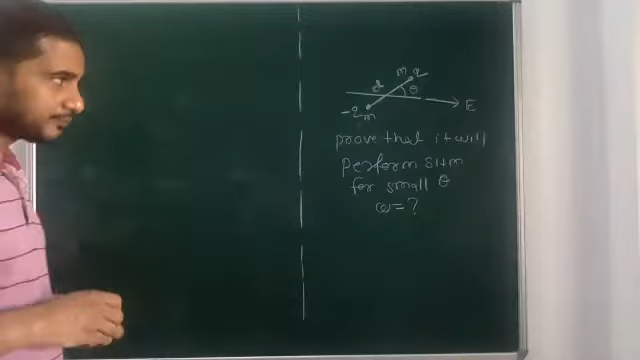 m q
d
θ
E
-q m
prove that it will
Perform SHM
for small θ
ω=?